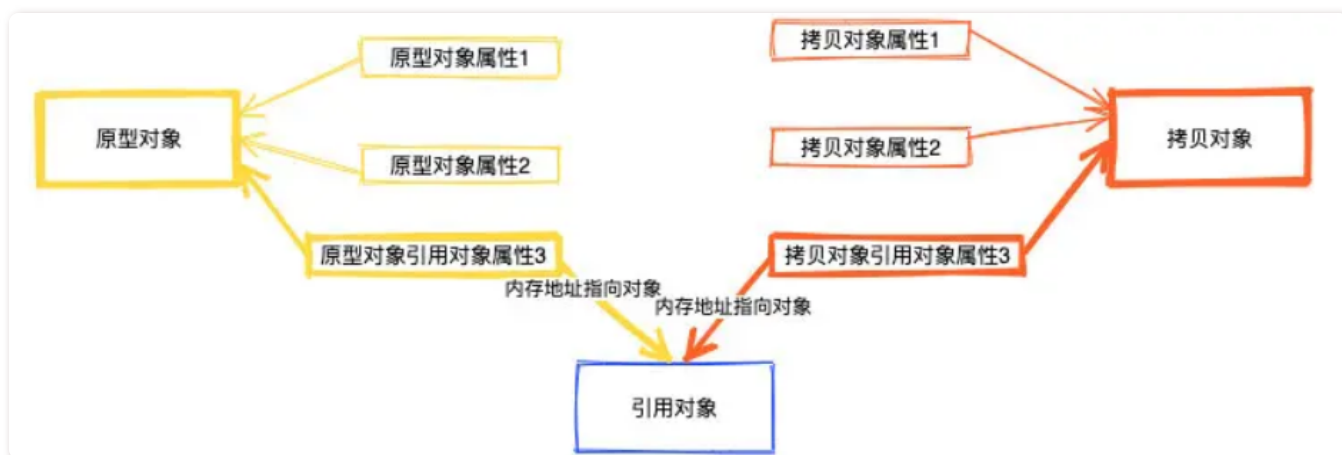 原型对象属性1
拷贝对象属性1
原型对象
拷贝对象
原型对象属性2
拷贝对象属性2
原型对象引用对象属性3
拷贝对象引用对象属性3
内存地址指向对象
内存地址指向对象
引用对象